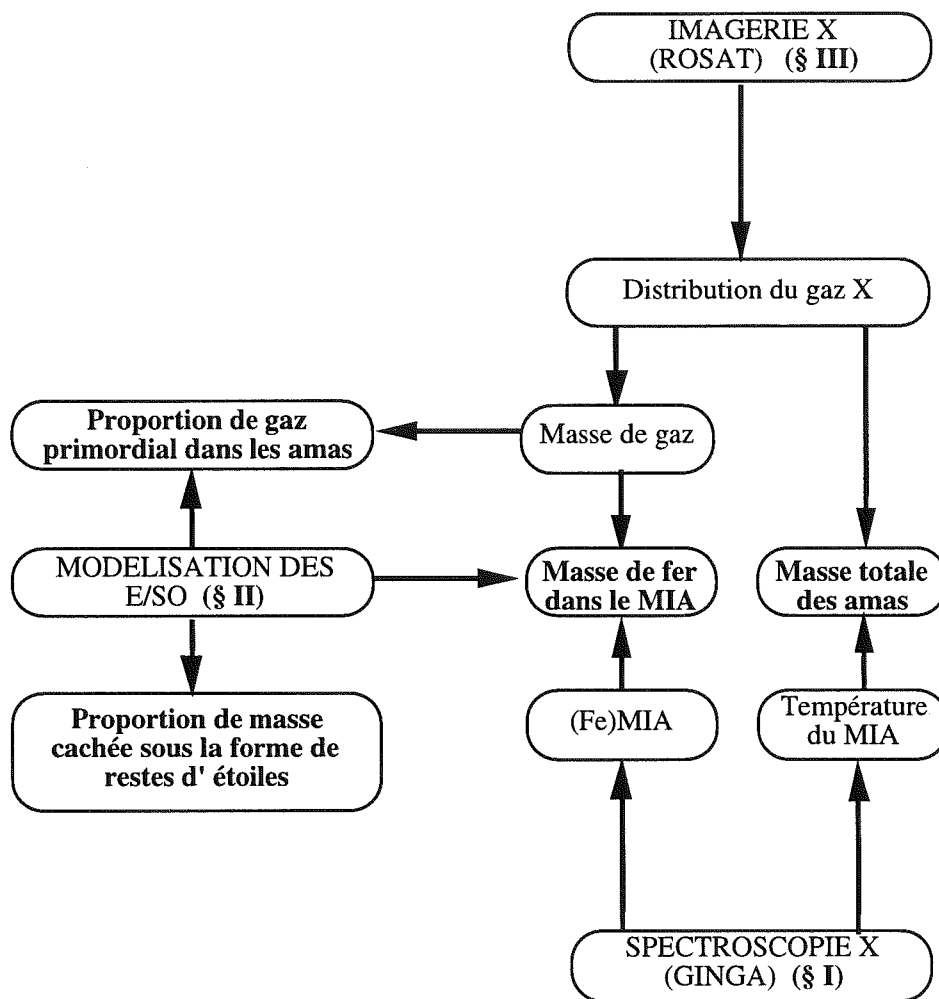 IMAGERIE X
(ROSAT) (§ III)
Distribution du gaz X
Proportion de gaz
primordial dans les amas
Masse de gaz
MODELISATION DES
E/SO (§ II)
Masse de fer
dans le MIA
Masse totale
des amas
Proportion de masse
cachée sous la forme de
restes d' étoiles
(Fe)MIA
Température
du MIA
SPECTROSCOPIE X
(GINGA) (§ I)